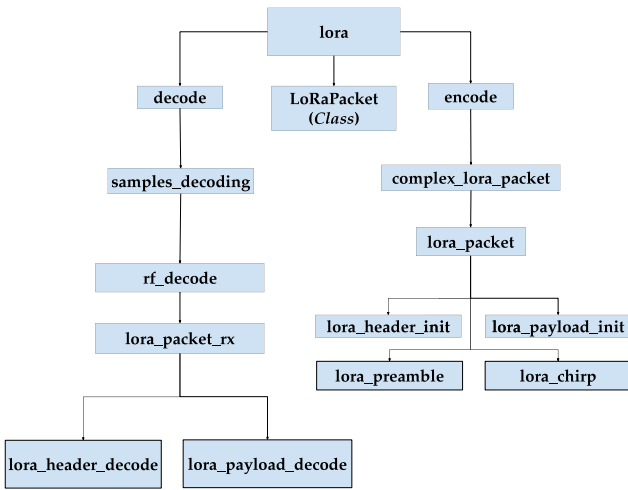 lora
decode
LoRaPacket
(Class)
encode
samples_decoding
complex_lora_packet
lora_packet
rf_decode
lora_packet_rx
lora_header_init
lora_payload_init
lora_preamble
lora_chirp
lora_header_decode
lora_payload_decode